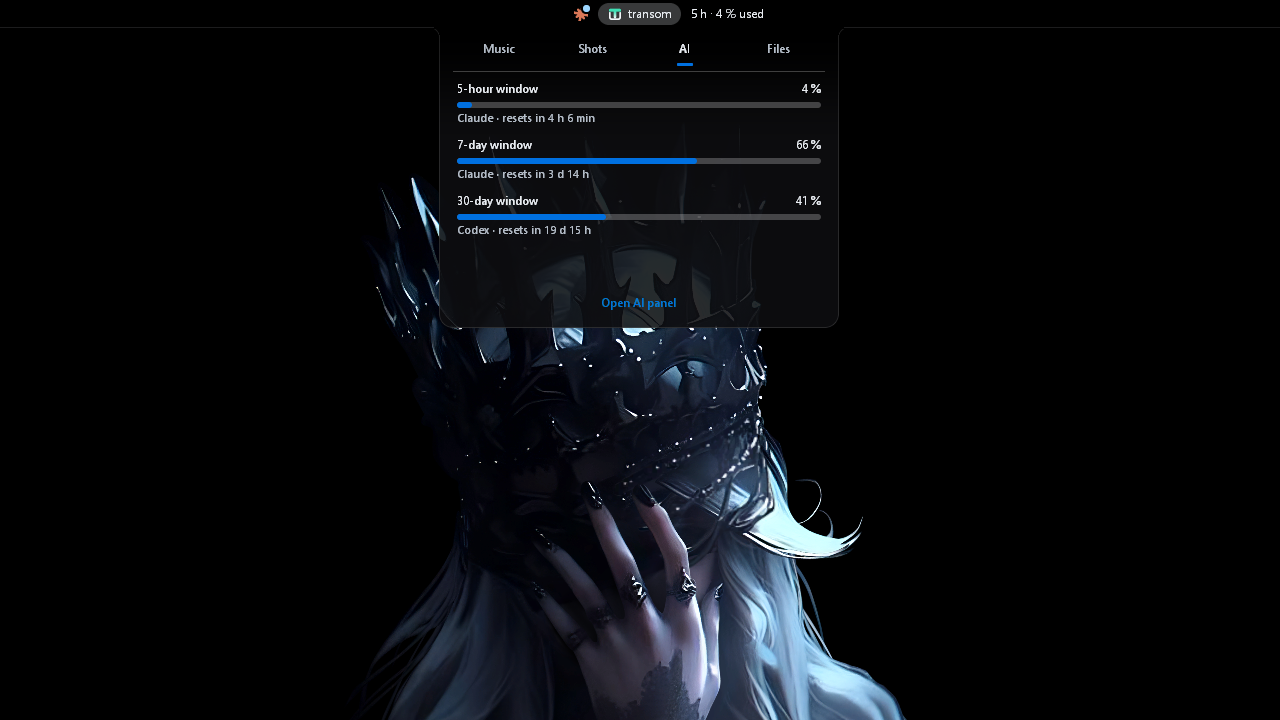 transom 5 h · 4 % used
Music Shots AI Files
5-hour window 4 %
Claude · resets in 4 h 6 min
7-day window 66 %
Claude · resets in 3 d 14 h
30-day window 41 %
Codex · resets in 19 d 15 h
Open AI panel